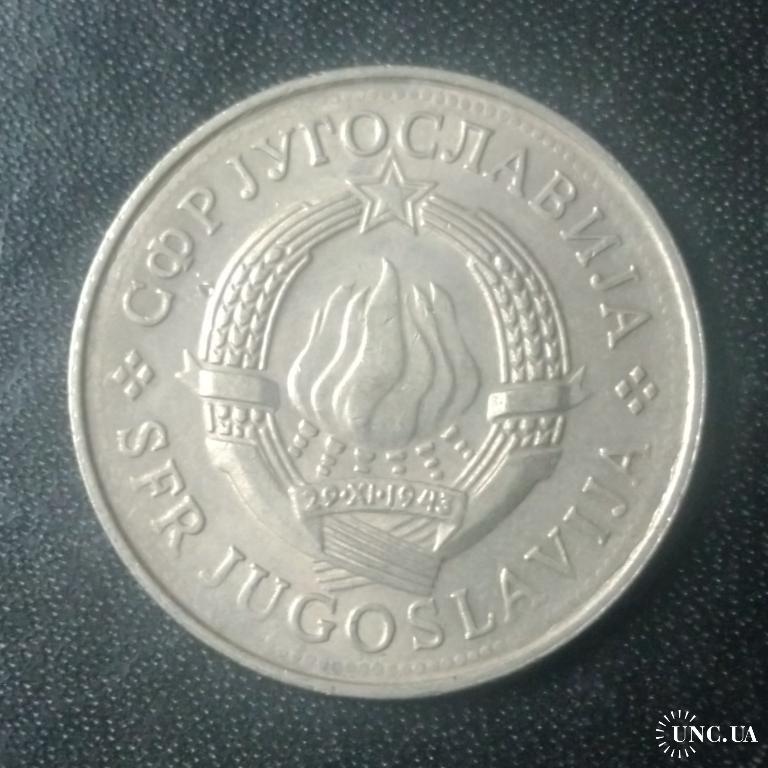 СФР ЈУГОСЛАВИЈА
29·XI·1943
SFR JUGOSLAVIJA
UNC.UA